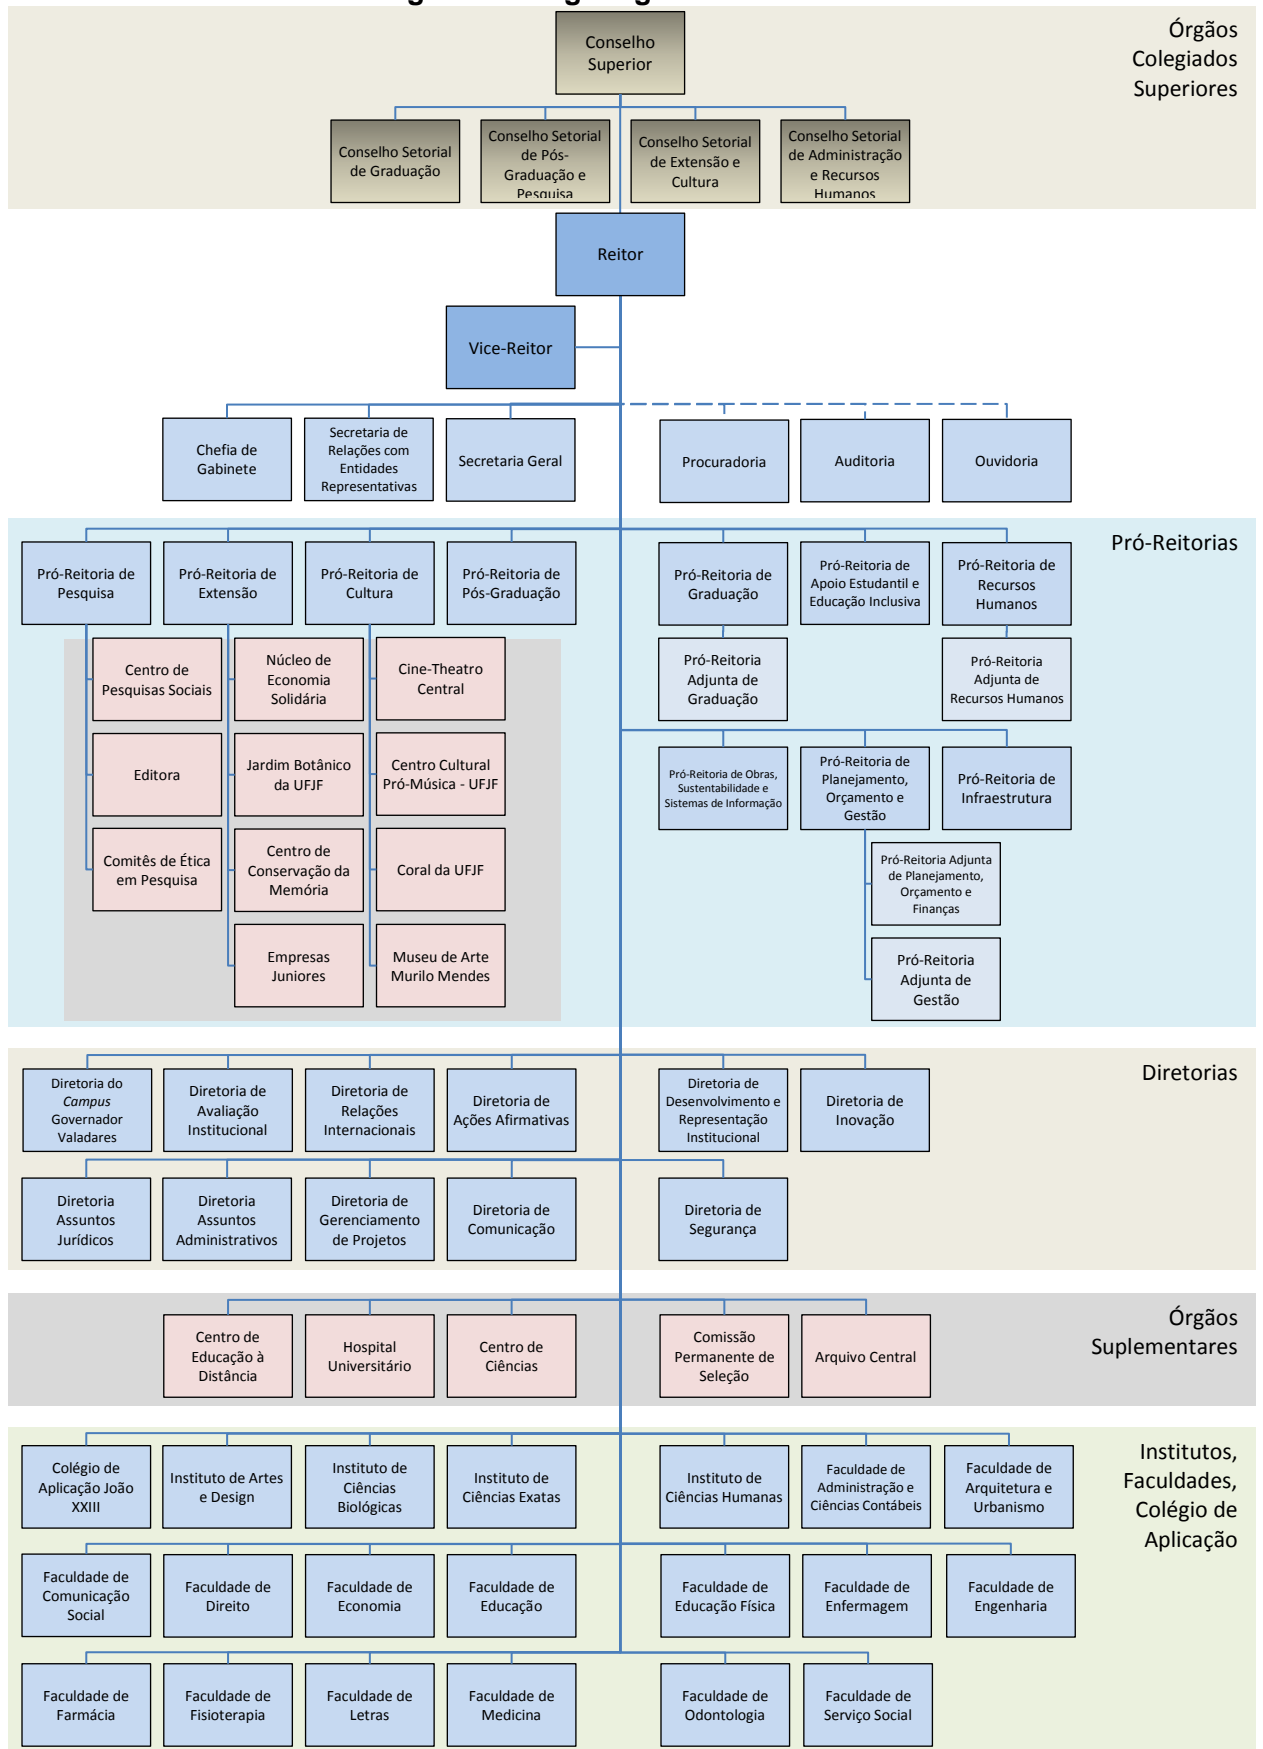 Órgãos
Colegiados
Superiores
Conselho
Superior
Conselho Setorial
de Graduação
Conselho Setorial
de Pós-
Graduação e
Pesquisa
Conselho Setorial
de Extensão e
Cultura
Conselho Setorial
de Administração
e Recursos
Humanos
Reitor
Vice-Reitor
Chefia de
Gabinete
Secretaria de
Relações com
Entidades
Representativas
Secretaria Geral
Procuradoria
Auditoria
Ouvidoria
Pró-Reitorias
Pró-Reitoria de
Pesquisa
Pró-Reitoria de
Extensão
Pró-Reitoria de
Cultura
Pró-Reitoria de
Pós-Graduação
Pró-Reitoria de
Graduação
Pró-Reitoria de
Apoio Estudantil e
Educação Inclusiva
Pró-Reitoria de
Recursos
Humanos
Centro de
Pesquisas Sociais
Núcleo de
Economia
Solidária
Cine-Theatro
Central
Pró-Reitoria
Adjunta de
Graduação
Pró-Reitoria
Adjunta de
Recursos Humanos
Editora
Jardim Botânico
da UFJF
Centro Cultural
Pró-Música - UFJF
Pró-Reitoria de Obras,
Sustentabilidade e
Sistemas de Informação
Pró-Reitoria de
Planejamento,
Orçamento e
Gestão
Pró-Reitoria de
Infraestrutura
Comitês de Ética
em Pesquisa
Centro de
Conservação da
Memória
Coral da UFJF
Pró-Reitoria Adjunta
de Planejamento,
Orçamento e
Finanças
Empresas
Juniores
Museu de Arte
Murilo Mendes
Pró-Reitoria
Adjunta de
Gestão
Diretorias
Diretoria do
Campus
Governador
Valadares
Diretoria de
Avaliação
Institucional
Diretoria de
Relações
Internacionais
Diretoria de
Ações Afirmativas
Diretoria de
Desenvolvimento e
Representação
Institucional
Diretoria de
Inovação
Diretoria
Assuntos
Jurídicos
Diretoria
Assuntos
Administrativos
Diretoria de
Gerenciamento
de Projetos
Diretoria de
Comunicação
Diretoria de
Segurança
Órgãos
Suplementares
Centro de
Educação à
Distância
Hospital
Universitário
Centro de
Ciências
Comissão
Permanente de
Seleção
Arquivo Central
Institutos,
Faculdades,
Colégio de
Aplicação
Colégio de
Aplicação João
XXIII
Instituto de Artes
e Design
Instituto de
Ciências
Biológicas
Instituto de
Ciências Exatas
Instituto de
Ciências Humanas
Faculdade de
Administração e
Ciências Contábeis
Faculdade de
Arquitetura e
Urbanismo
Faculdade de
Comunicação
Social
Faculdade de
Direito
Faculdade de
Economia
Faculdade de
Educação
Faculdade de
Educação Física
Faculdade de
Enfermagem
Faculdade de
Engenharia
Faculdade de
Farmácia
Faculdade de
Fisioterapia
Faculdade de
Letras
Faculdade de
Medicina
Faculdade de
Odontologia
Faculdade de
Serviço Social